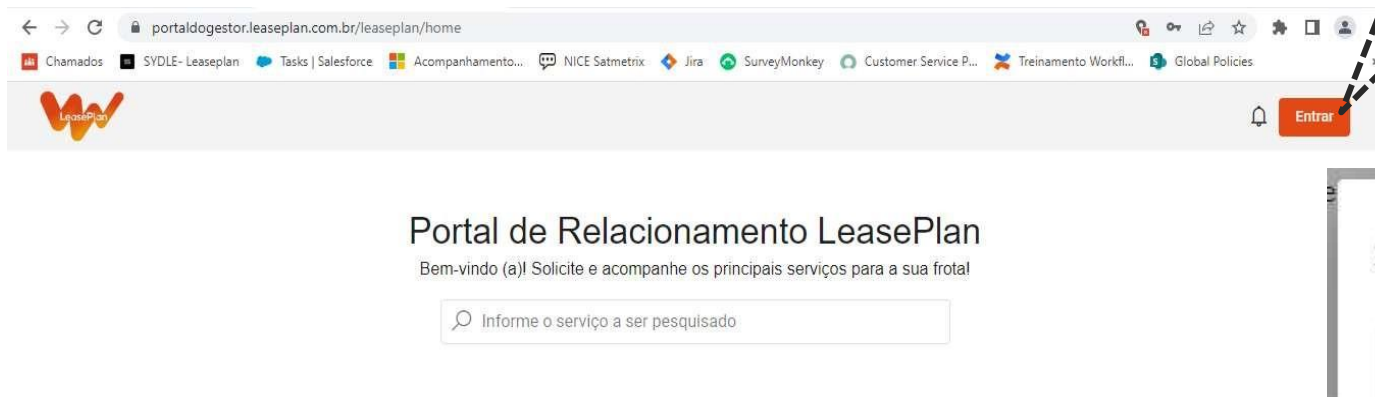 portaldogestor.leaseplan.com.br/leaseplan/home
Chamados SYDLE- Leaseplan Tasks | Salesforce Acompanhamento... NICE Satmetrix Jira SurveyMonkey Customer Service P... Treinamento Workfl... Global Policies
LeasePlan
Entrar
Portal de Relacionamento LeasePlan
Bem-vindo (a)! Solicite e acompanhe os principais serviços para a sua frota!
Informe o serviço a ser pesquisado